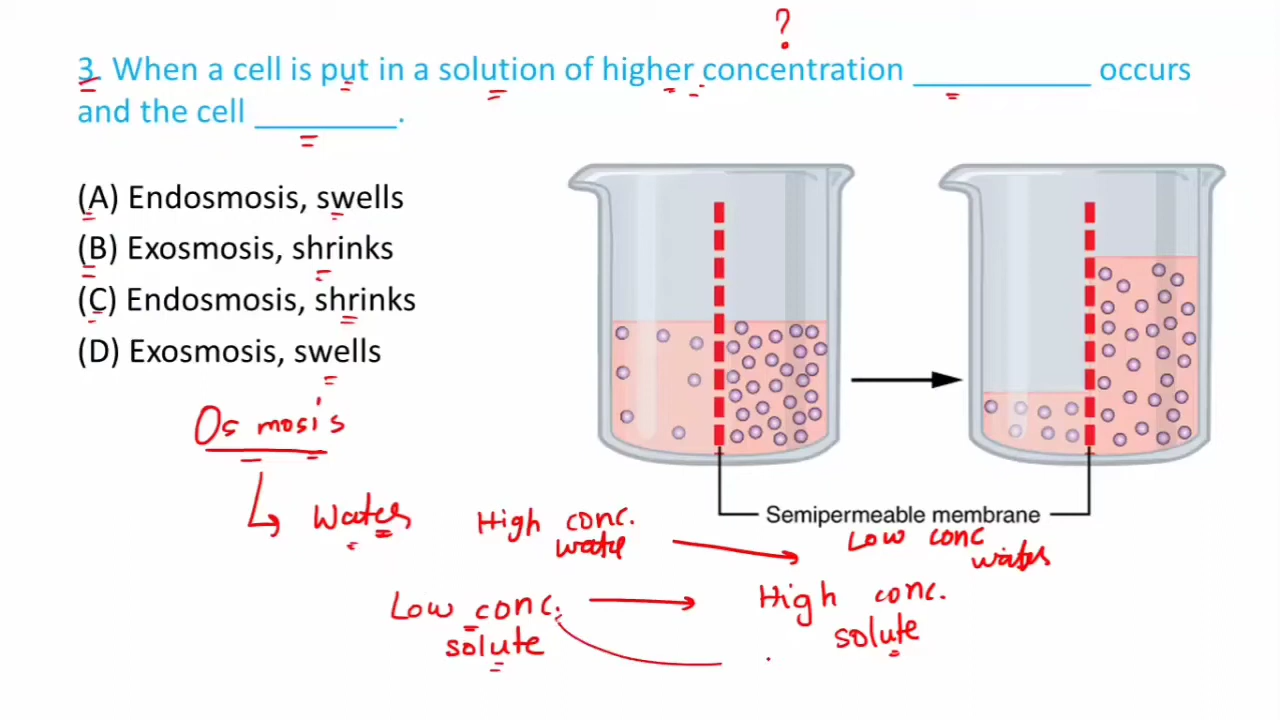 ?
3. When a cell is put in a solution of higher concentration __________ occurs
and the cell ________.
(A) Endosmosis, swells
(B) Exosmosis, shrinks
(C) Endosmosis, shrinks
(D) Exosmosis, swells
Osmosis
Semipermeable membrane
Water High conc. Low conc
water water
Low conc. High conc.
solute solute